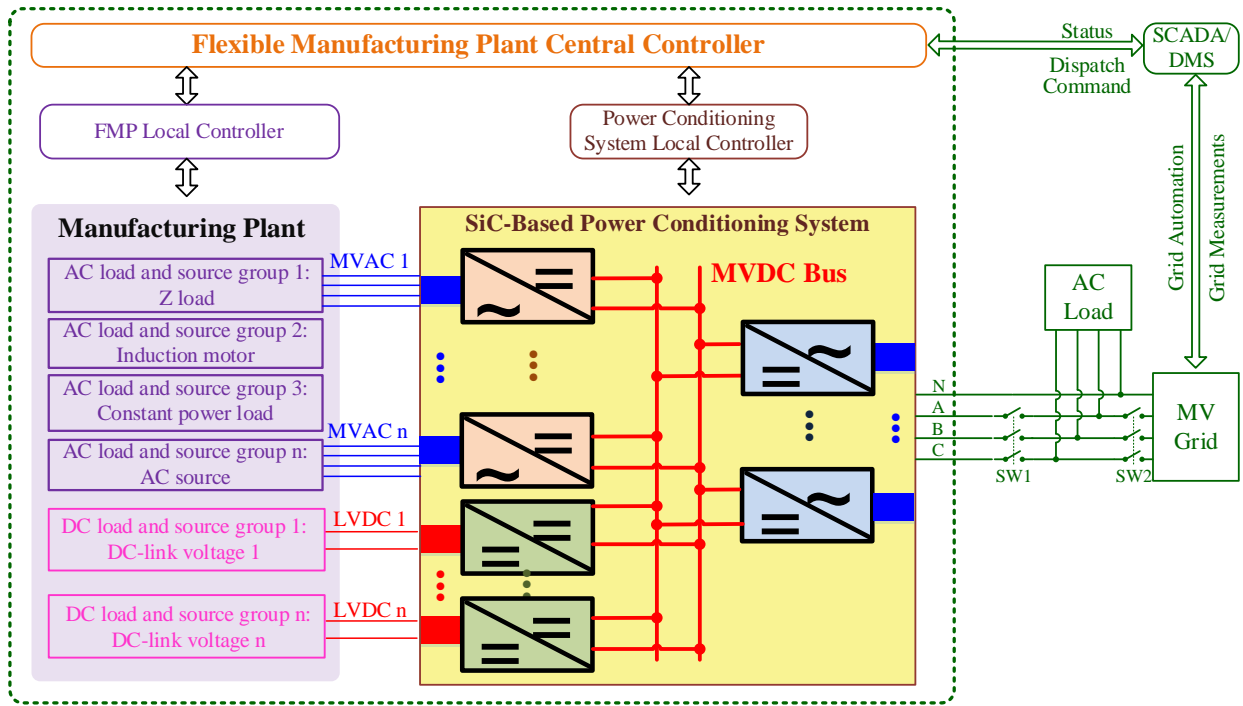 Flexible Manufacturing Plant Central Controller
Status
Dispatch
Command
SCADA/
DMS
FMP Local Controller
Power Conditioning
System Local Controller
Grid Automation
Grid Measurements
Manufacturing Plant
AC load and source group 1:
Z load
AC load and source group 2:
Induction motor
AC load and source group 3:
Constant power load
AC load and source group n:
AC source
DC load and source group 1:
DC-link voltage 1
DC load and source group n:
DC-link voltage n
MVAC 1
MVAC n
LVDC 1
LVDC n
SiC-Based Power Conditioning System
MVDC Bus
AC
Load
N
A
B
C
SW1
SW2
MV
Grid